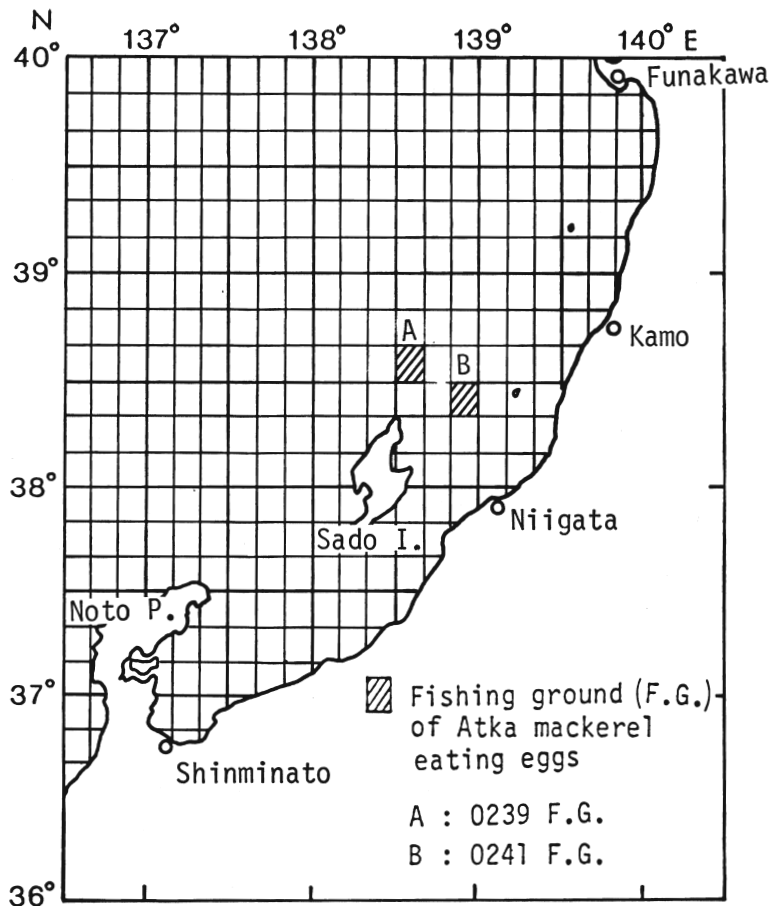 N
137° 138° 139° 140° E
40°
Funakawa
39°
A
Kamo
B
38°
Niigata
Sado I.
Noto P.
37°
Fishing ground (F.G.)
of Atka mackerel
eating eggs
Shinminato
A : 0239 F.G.
B : 0241 F.G.
36°